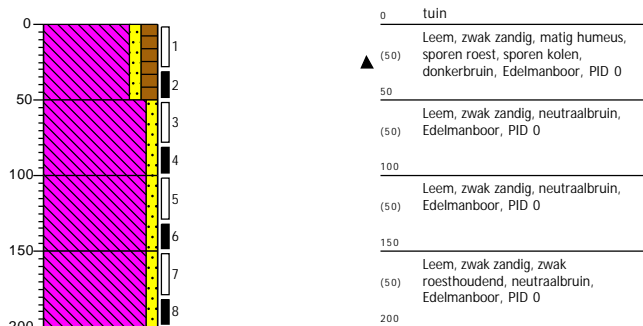 0
1
2
50
3
4
100
5
6
150
7
8
200
0 tuin
Leem, zwak zandig, matig humeus,
(50) sporen roest, sporen kolen,
donkerbruin, Edelmanboor, PID 0
50
Leem, zwak zandig, neutraalbruin,
(50) Edelmanboor, PID 0
100
Leem, zwak zandig, neutraalbruin,
(50) Edelmanboor, PID 0
150
Leem, zwak zandig, zwak
(50) roesthoudend, neutraalbruin,
Edelmanboor, PID 0
200